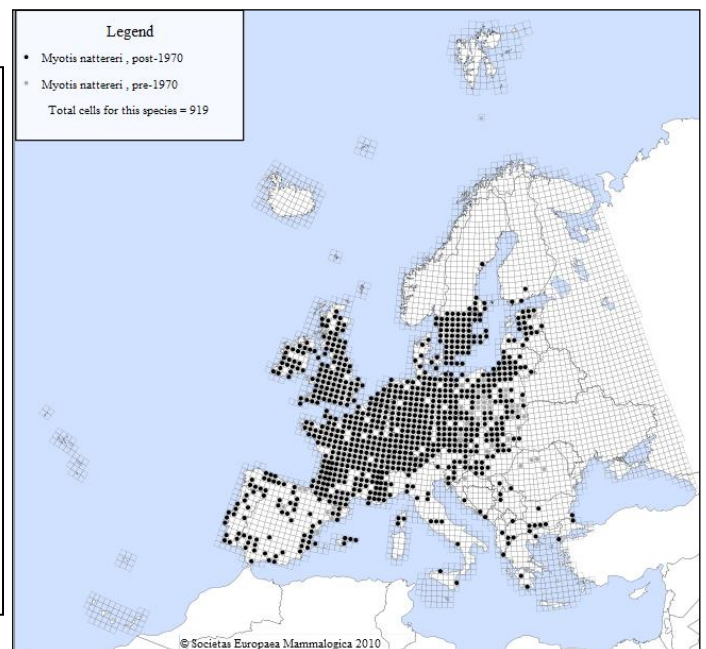 Legend
Myotis nattereri , post-1970
Myotis nattereri , pre-1970
Total cells for this species = 919
© Societas Europaea Mammalogica 2010